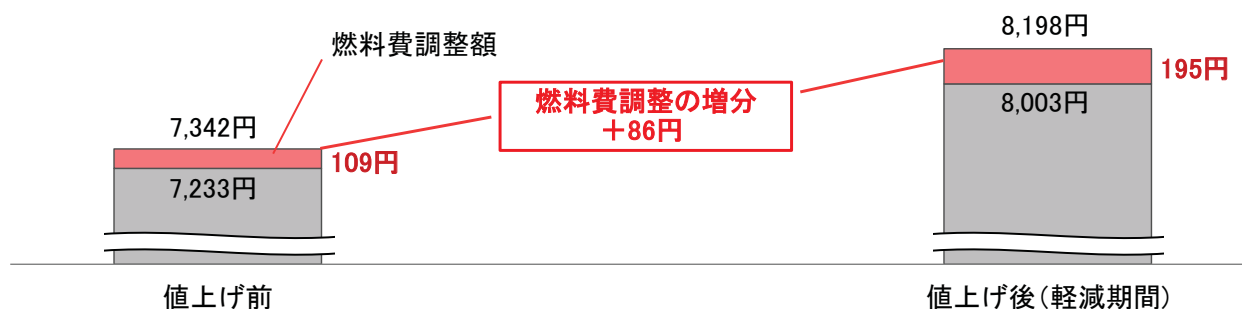 燃料費調整額
7,342円
109円
7,233円
燃料費調整の増分
＋86円
8,198円
195円
8,003円
値上げ前
値上げ後（軽減期間）